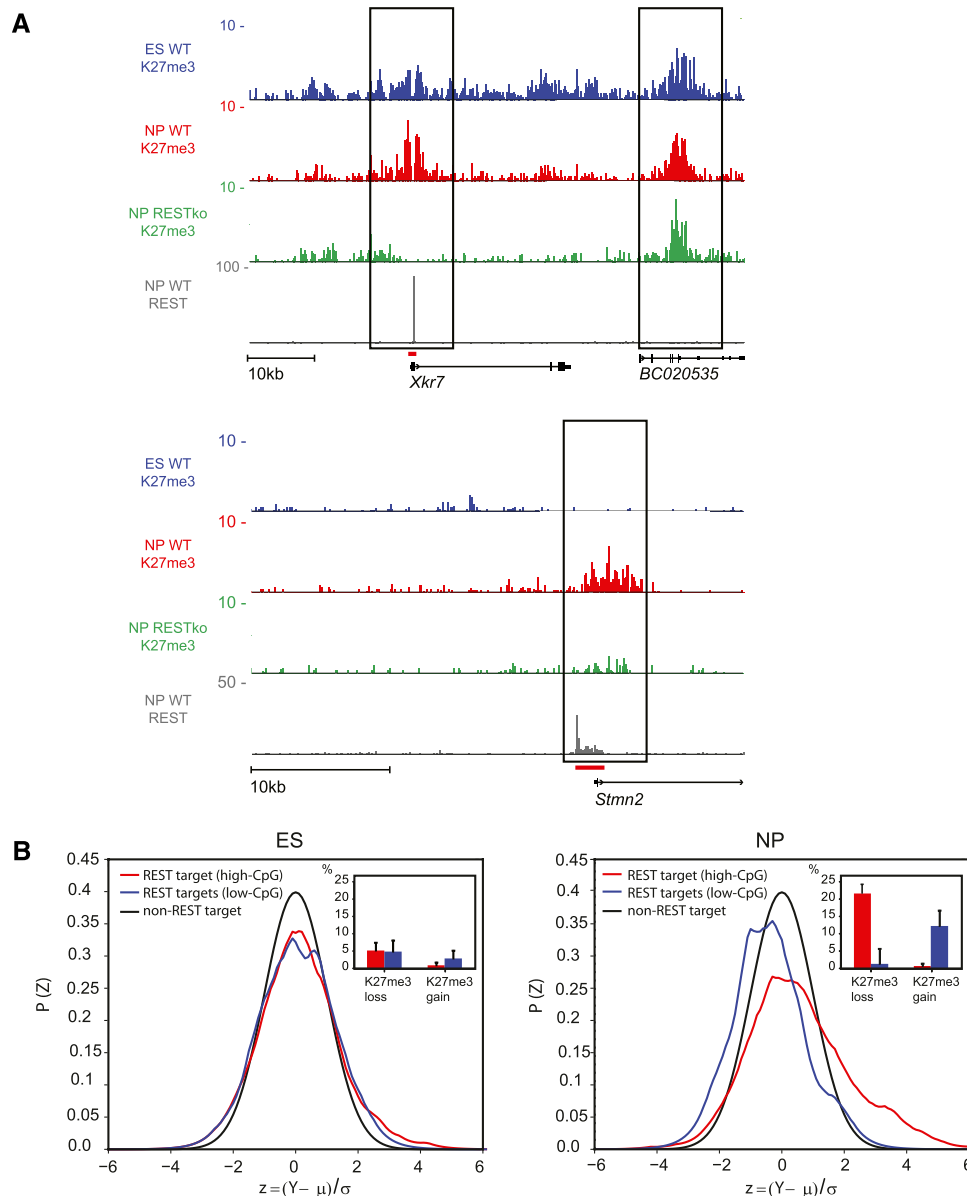 A
10 -
ES WT
K27me3
10 -
NP WT
K27me3
10 -
NP RESTko
K27me3
100 -
NP WT
REST
10kb
Xkr7
BC020535
10 -
ES WT
K27me3
10 -
NP WT
K27me3
10 -
NP RESTko
K27me3
50 -
NP WT
REST
10kb
Stmn2
B
ES
0.45
0.4
0.35
0.3
0.25
0.2
0.15
0.1
0.05
0.0
P (Z)
REST target (high-CpG)
REST targets (low-CpG)
non-REST target
%
25
20
15
10
5
0
K27me3 loss
K27me3 gain
−6 −4 −2 0 2 4 6
z=(Y− μ)/σ
NP
0.45
0.4
0.35
0.3
0.25
0.2
0.15
0.1
0.05
0.0
P (Z)
REST target (high-CpG)
REST targets (low-CpG)
non-REST target
%
25
20
15
10
5
0
K27me3 loss
K27me3 gain
−6 −4 −2 0 2 4 6
z=(Y− μ)/σ